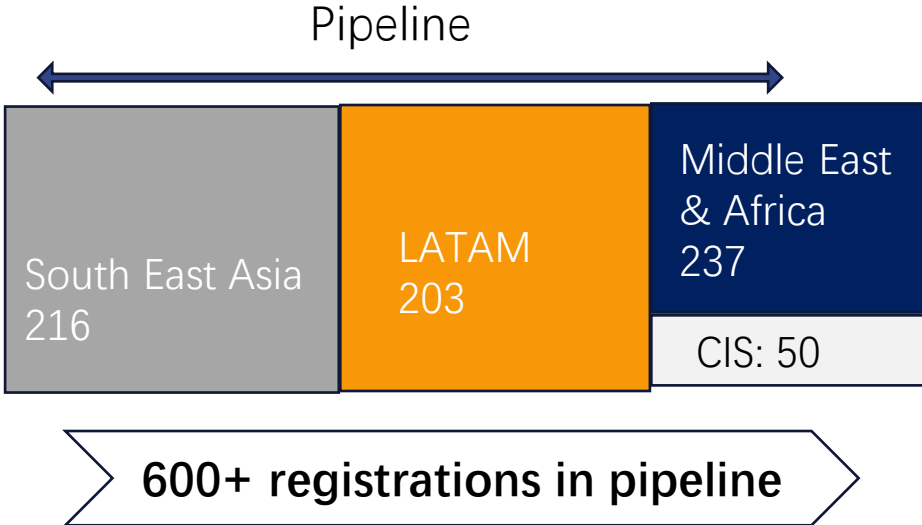 Pipeline
South East Asia
216
LATAM
203
Middle East
& Africa
237
CIS: 50
600+ registrations in pipeline